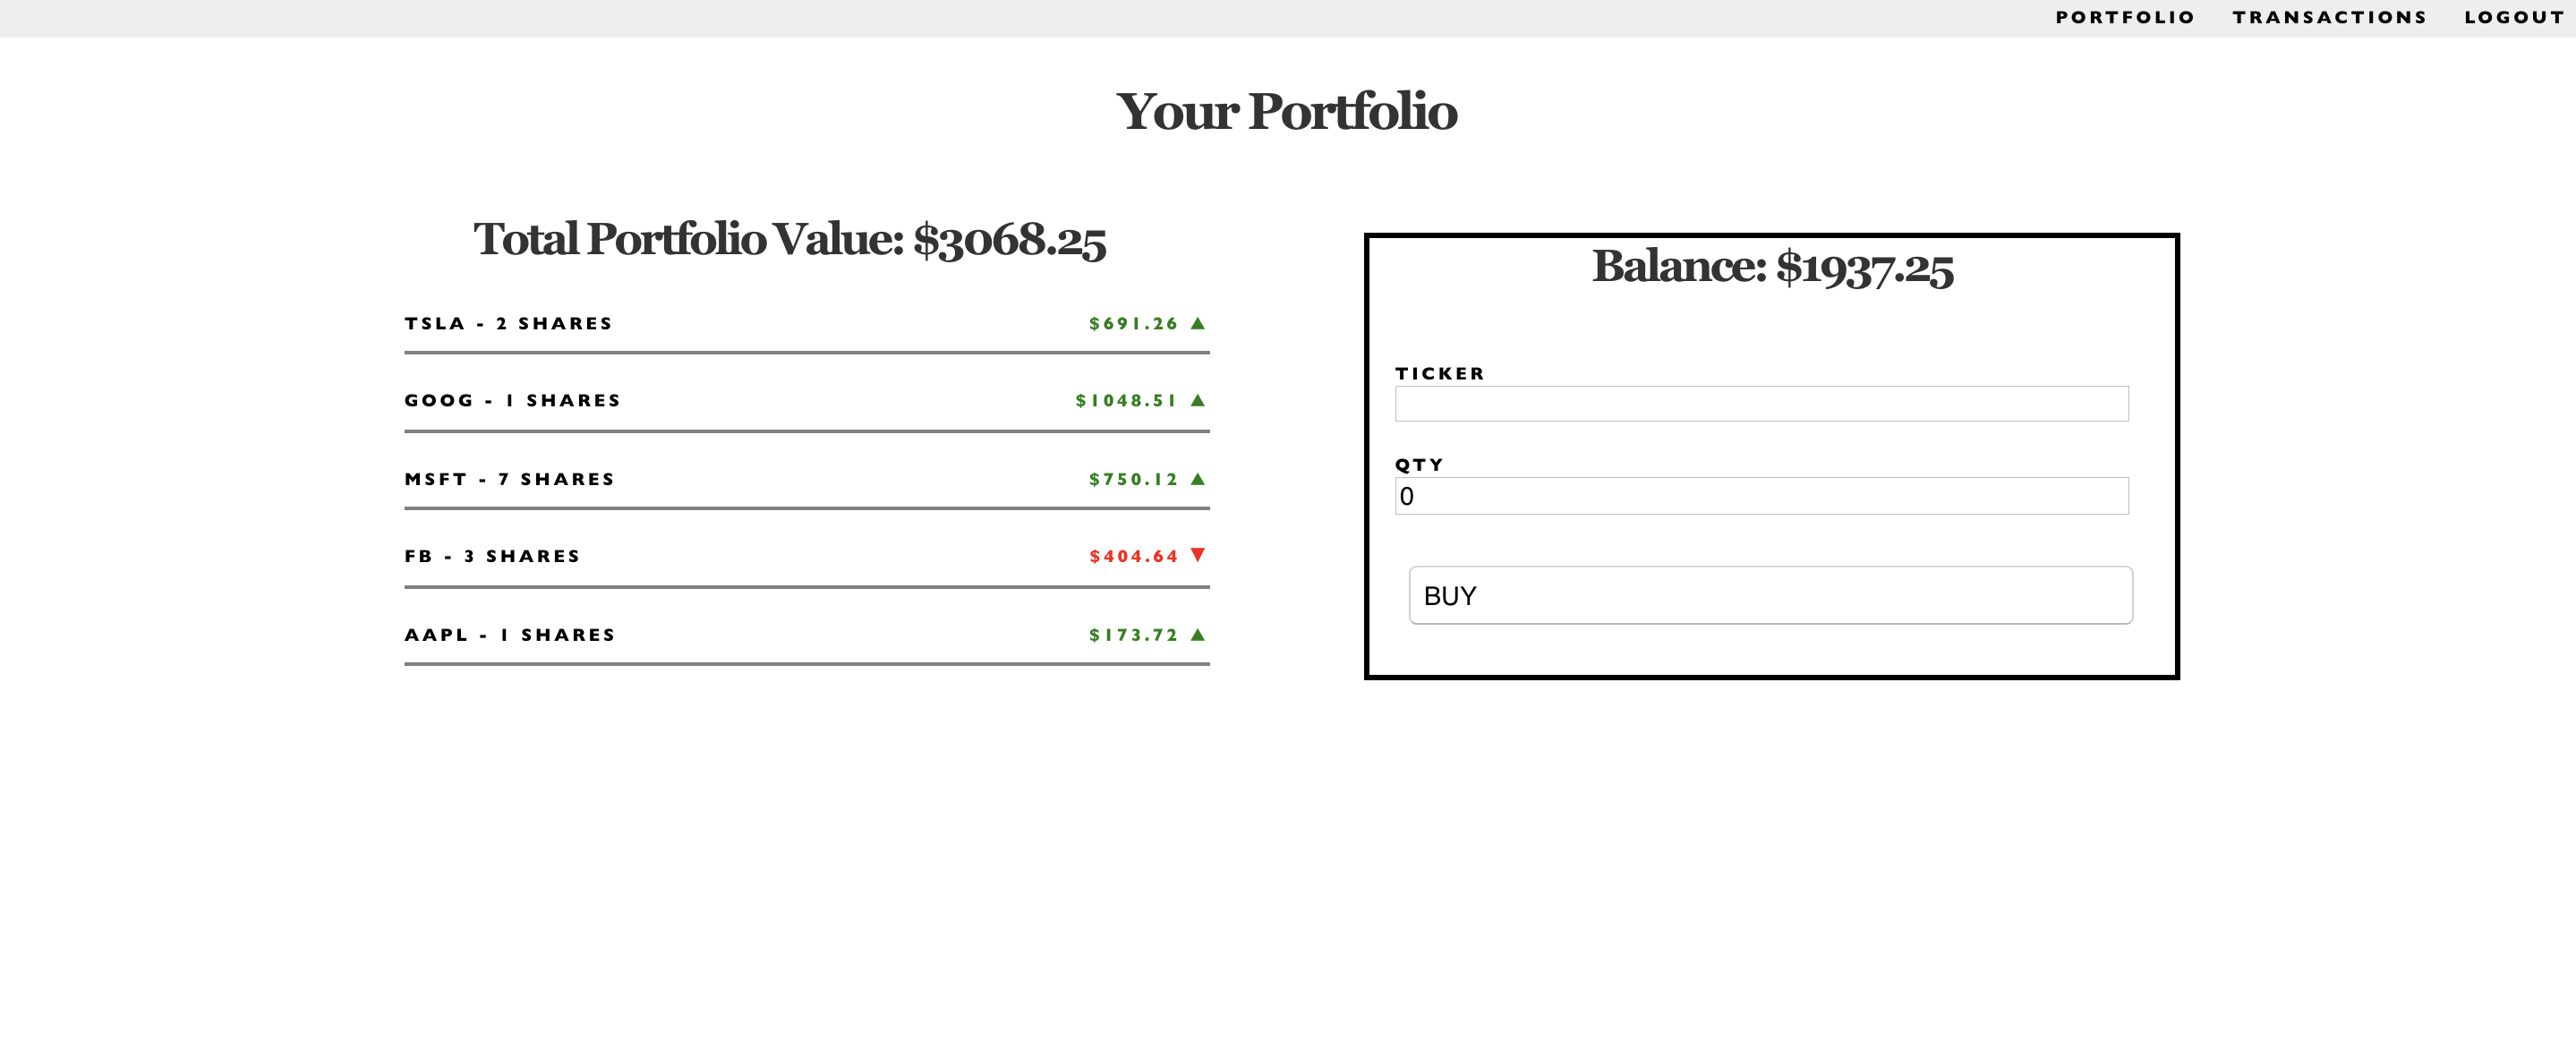 PORTFOLIO TRANSACTIONS LOGOUT
Your Portfolio
Total Portfolio Value: $3068.25
TSLA - 2 SHARES $691.26 ▲
GOOG - 1 SHARES $1048.51 ▲
MSFT - 7 SHARES $750.12 ▲
FB - 3 SHARES $404.64 ▼
AAPL - 1 SHARES $173.72 ▲
Balance: $1937.25
TICKER
QTY
0
BUY